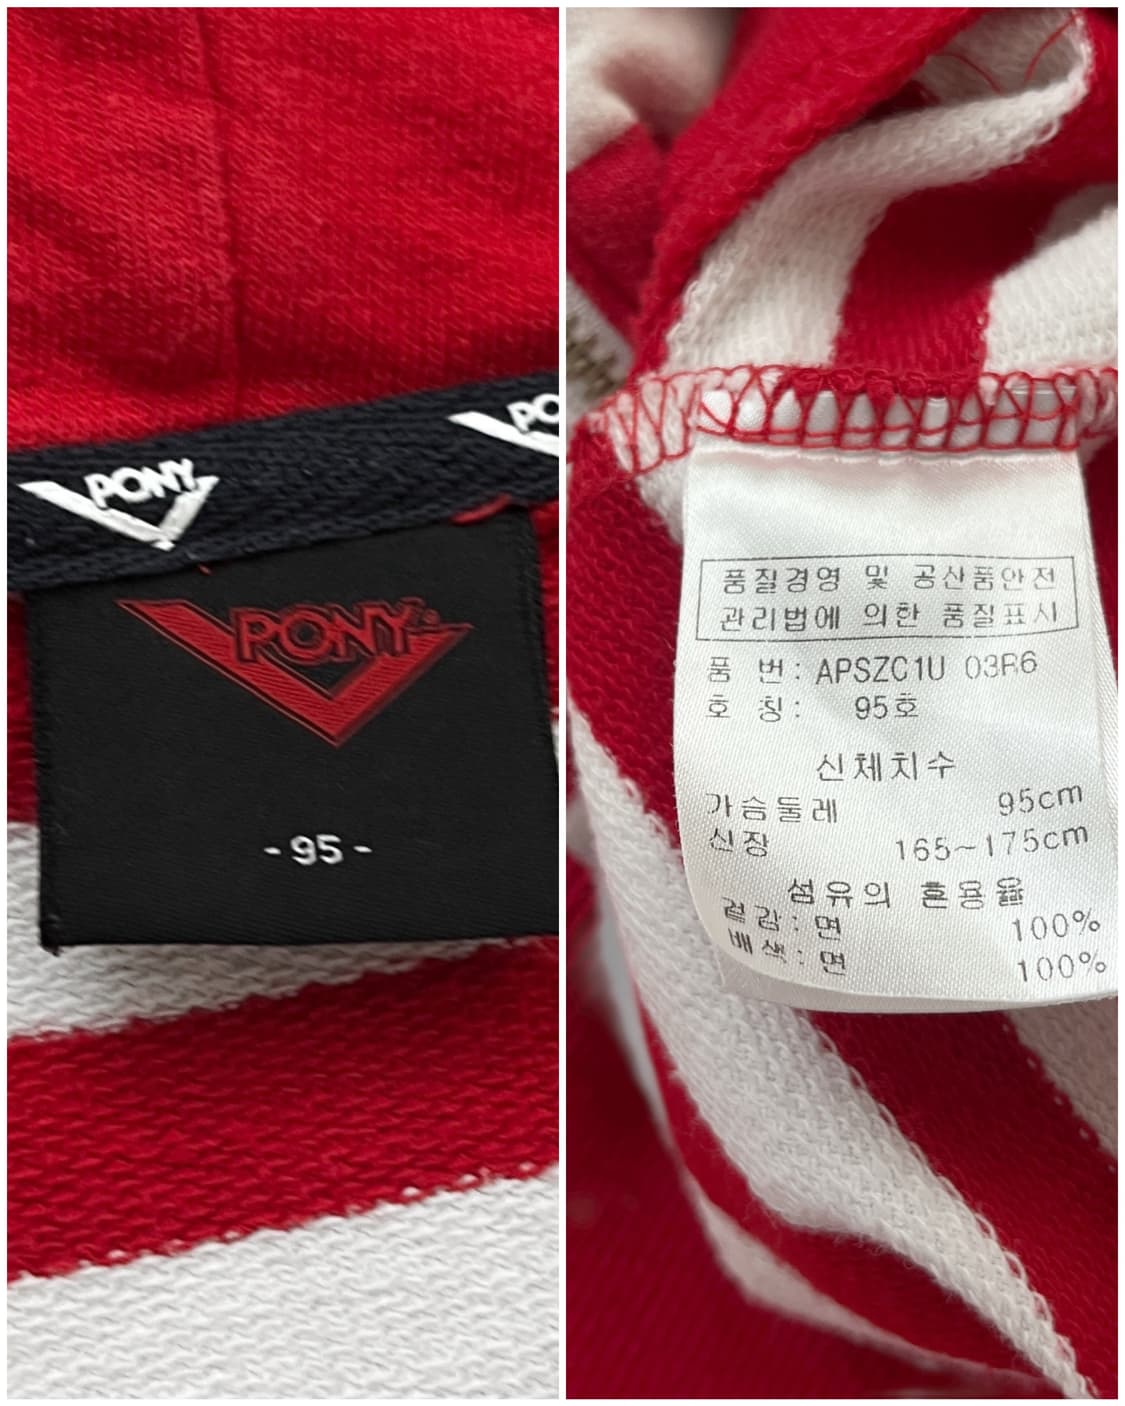 PONY
PO
PONY
- 95 -
품질경영 및 공산품안전
관리법에 의한 품질표시
품 번: APSZC1U 03R6
호 칭: 95호
신체치수
가슴둘레 95cm
신장 165~175cm
섬유의 혼용율
겉감: 면 100%
배색: 면 100%